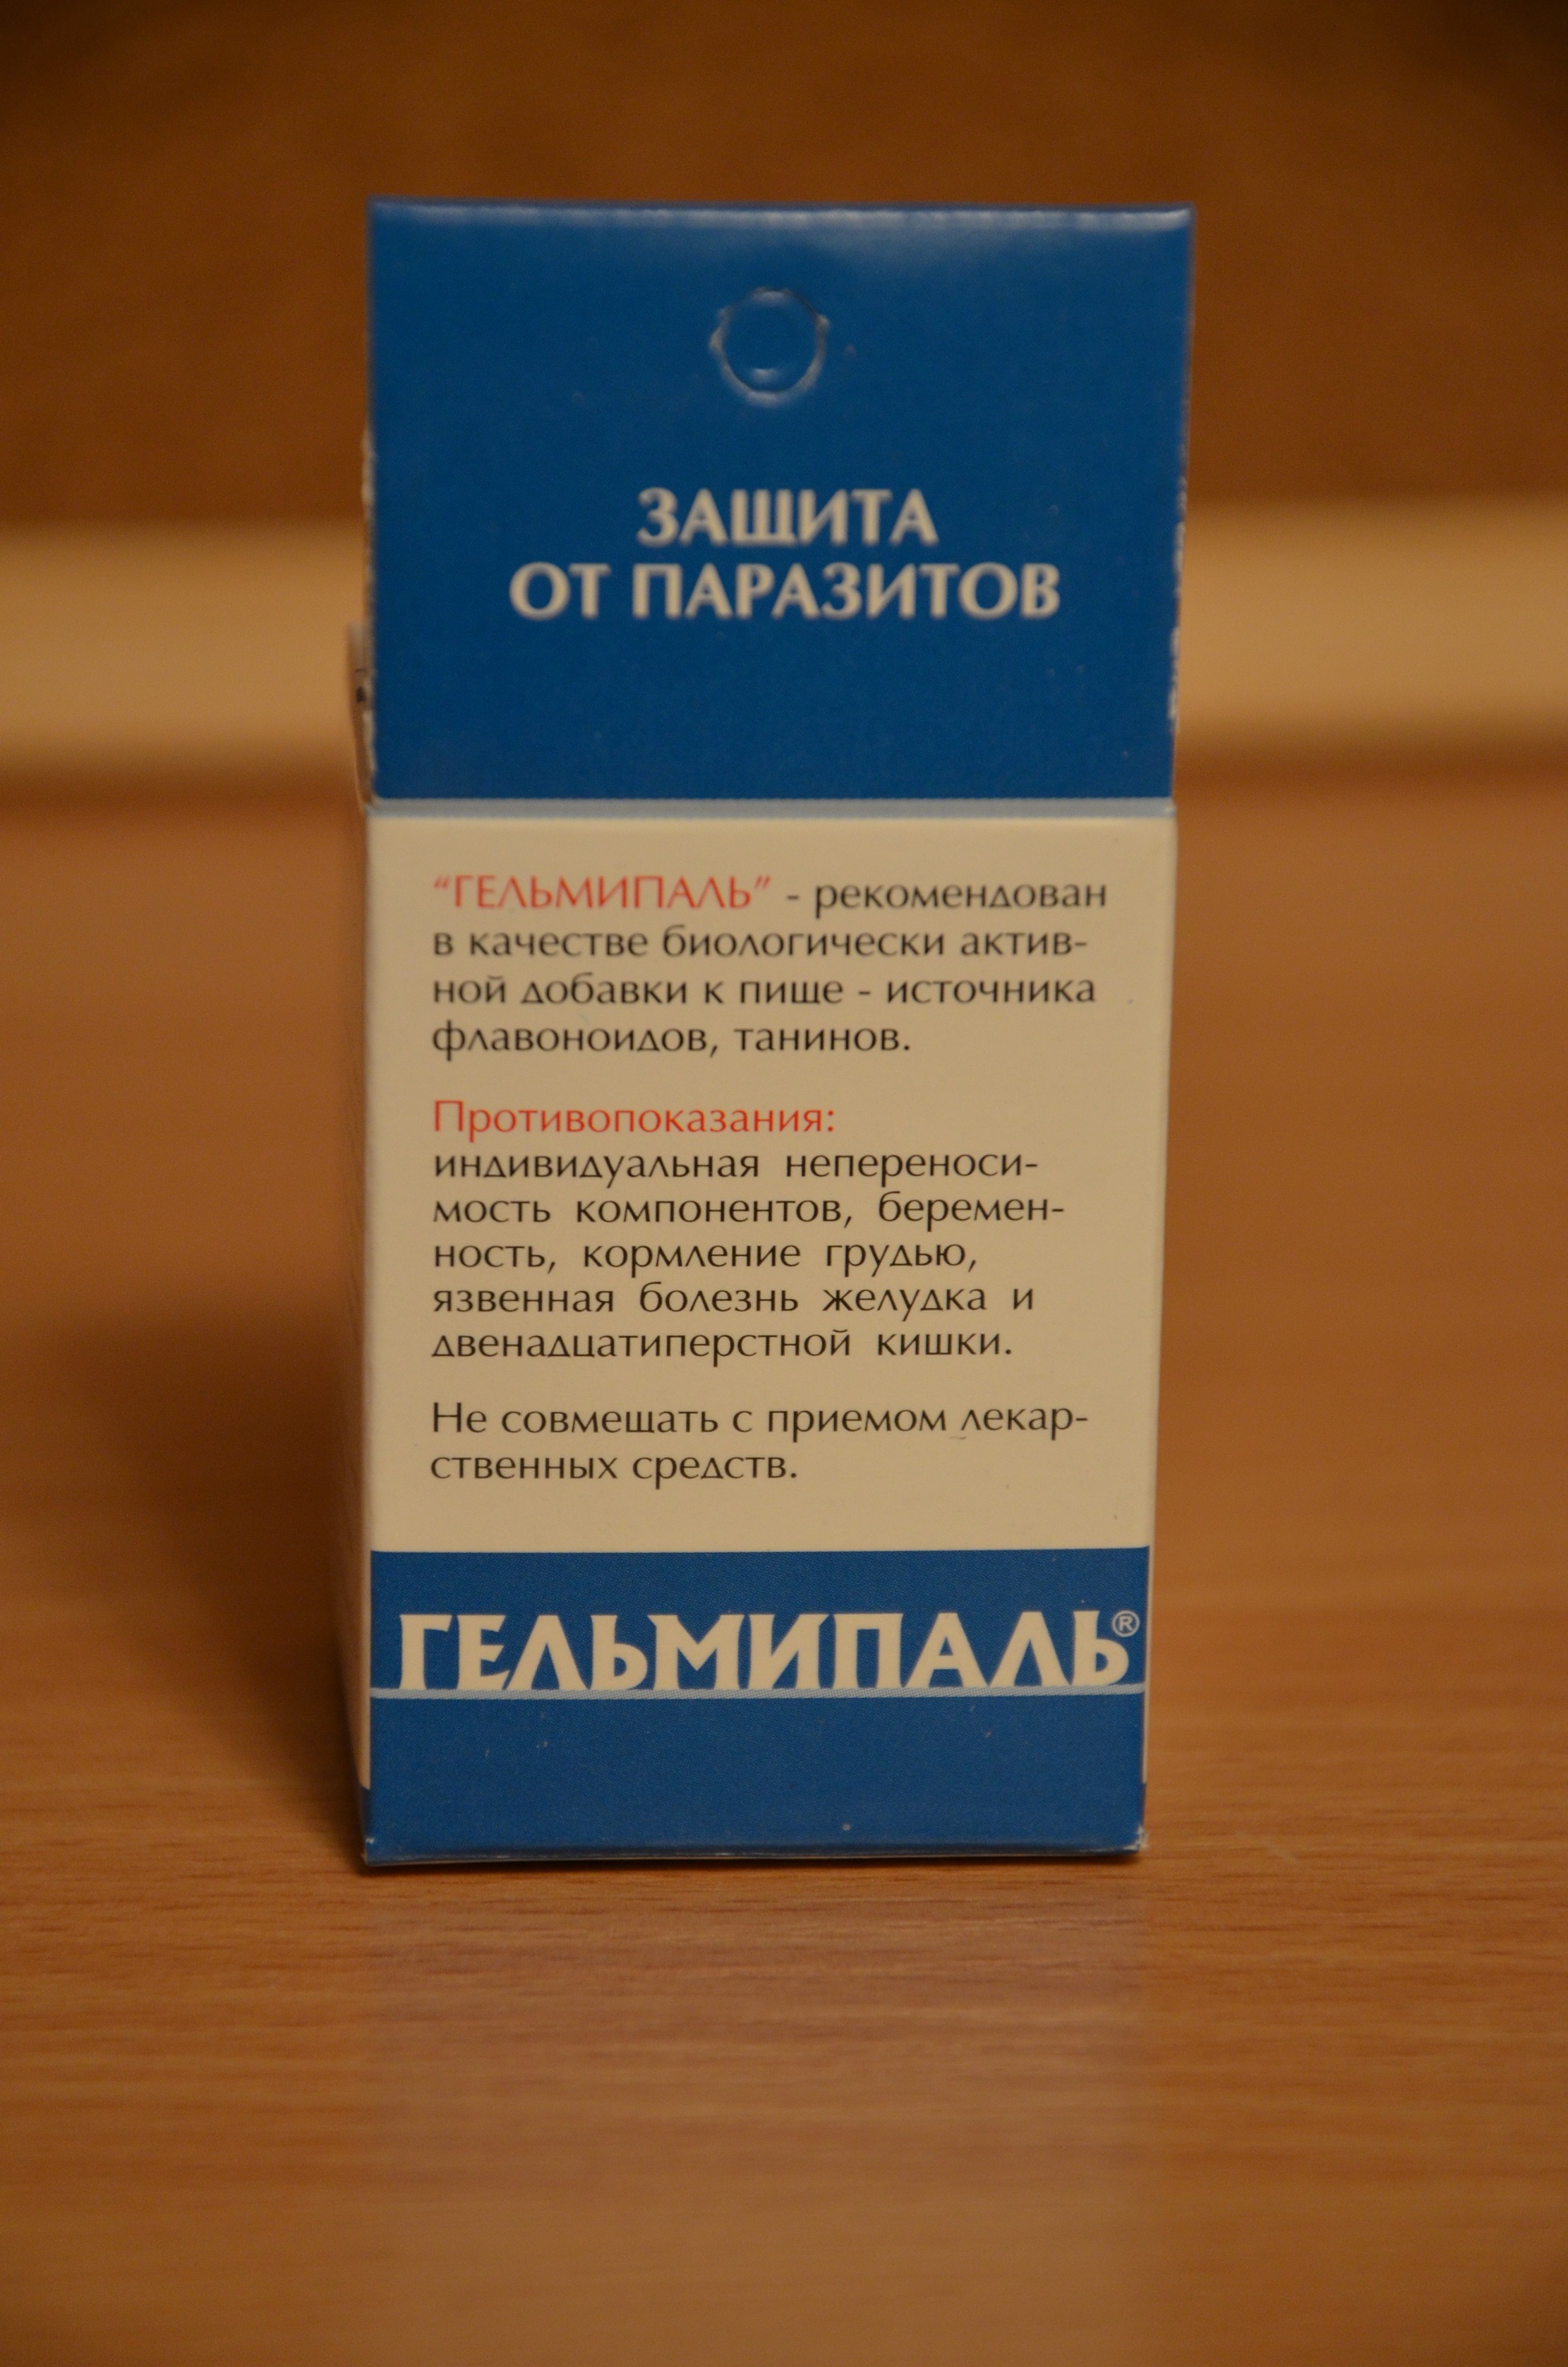 ЗАЩИТА
ОТ ПАРАЗИТОВ
“ГЕЛЬМИПАЛЬ” - рекомендован
в качестве биологически актив-
ной добавки к пище - источника
флавоноидов, танинов.
Противопоказания:
индивидуальная непереноси-
мость компонентов, беремен-
ность, кормление грудью,
язвенная болезнь желудка и
двенадцатиперстной кишки.
Не совмещать с приемом лекар-
ственных средств.
ГЕЛЬМИПАЛЬ®